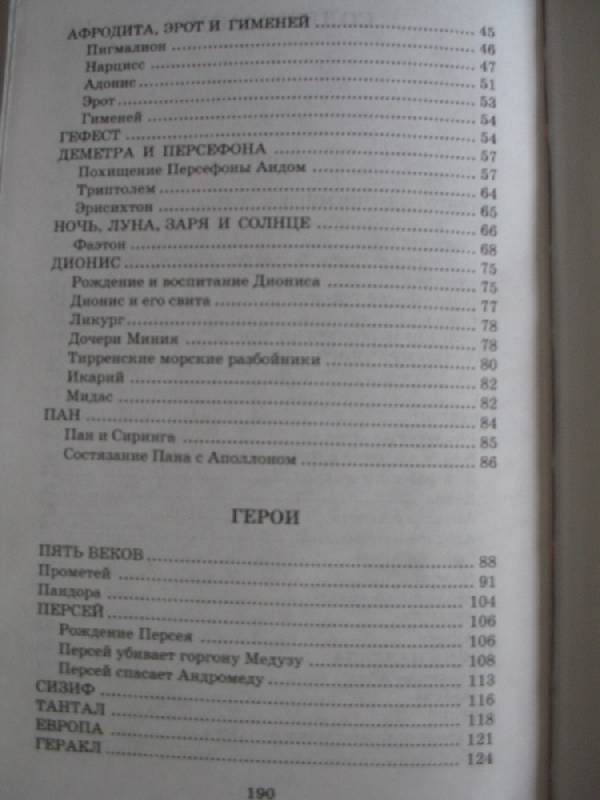 АФРОДИТА, ЭРОТ И ГИМЕНЕЙ 45
Пигмалион 46
Нарцисс 47
Адонис 51
Эрот 53
Гименей 54
ГЕФЕСТ 54
ДЕМЕТРА И ПЕРСЕФОНА 57
Похищение Персефоны Аидом 57
Триптолем 64
Эрисихтон 65
НОЧЬ, ЛУНА, ЗАРЯ И СОЛНЦЕ 66
Фаэтон 68
ДИОНИС 75
Рождение и воспитание Диониса 75
Дионис и его свита 77
Ликург 78
Дочери Миния 78
Тирренские морские разбойники 80
Икарий 82
Мидас 82
ПАН 84
Пан и Сиринга 85
Состязание Пана с Аполлоном 86
ГЕРОИ
ПЯТЬ ВЕКОВ 88
Прометей 91
Пандора 104
ПЕРСЕЙ 106
Рождение Персея 106
Персей убивает горгону Медузу 108
Персей спасает Андромеду 113
СИЗИФ 116
ТАНТАЛ 118
ЕВРОПА 121
ГЕРАКЛ 124
190